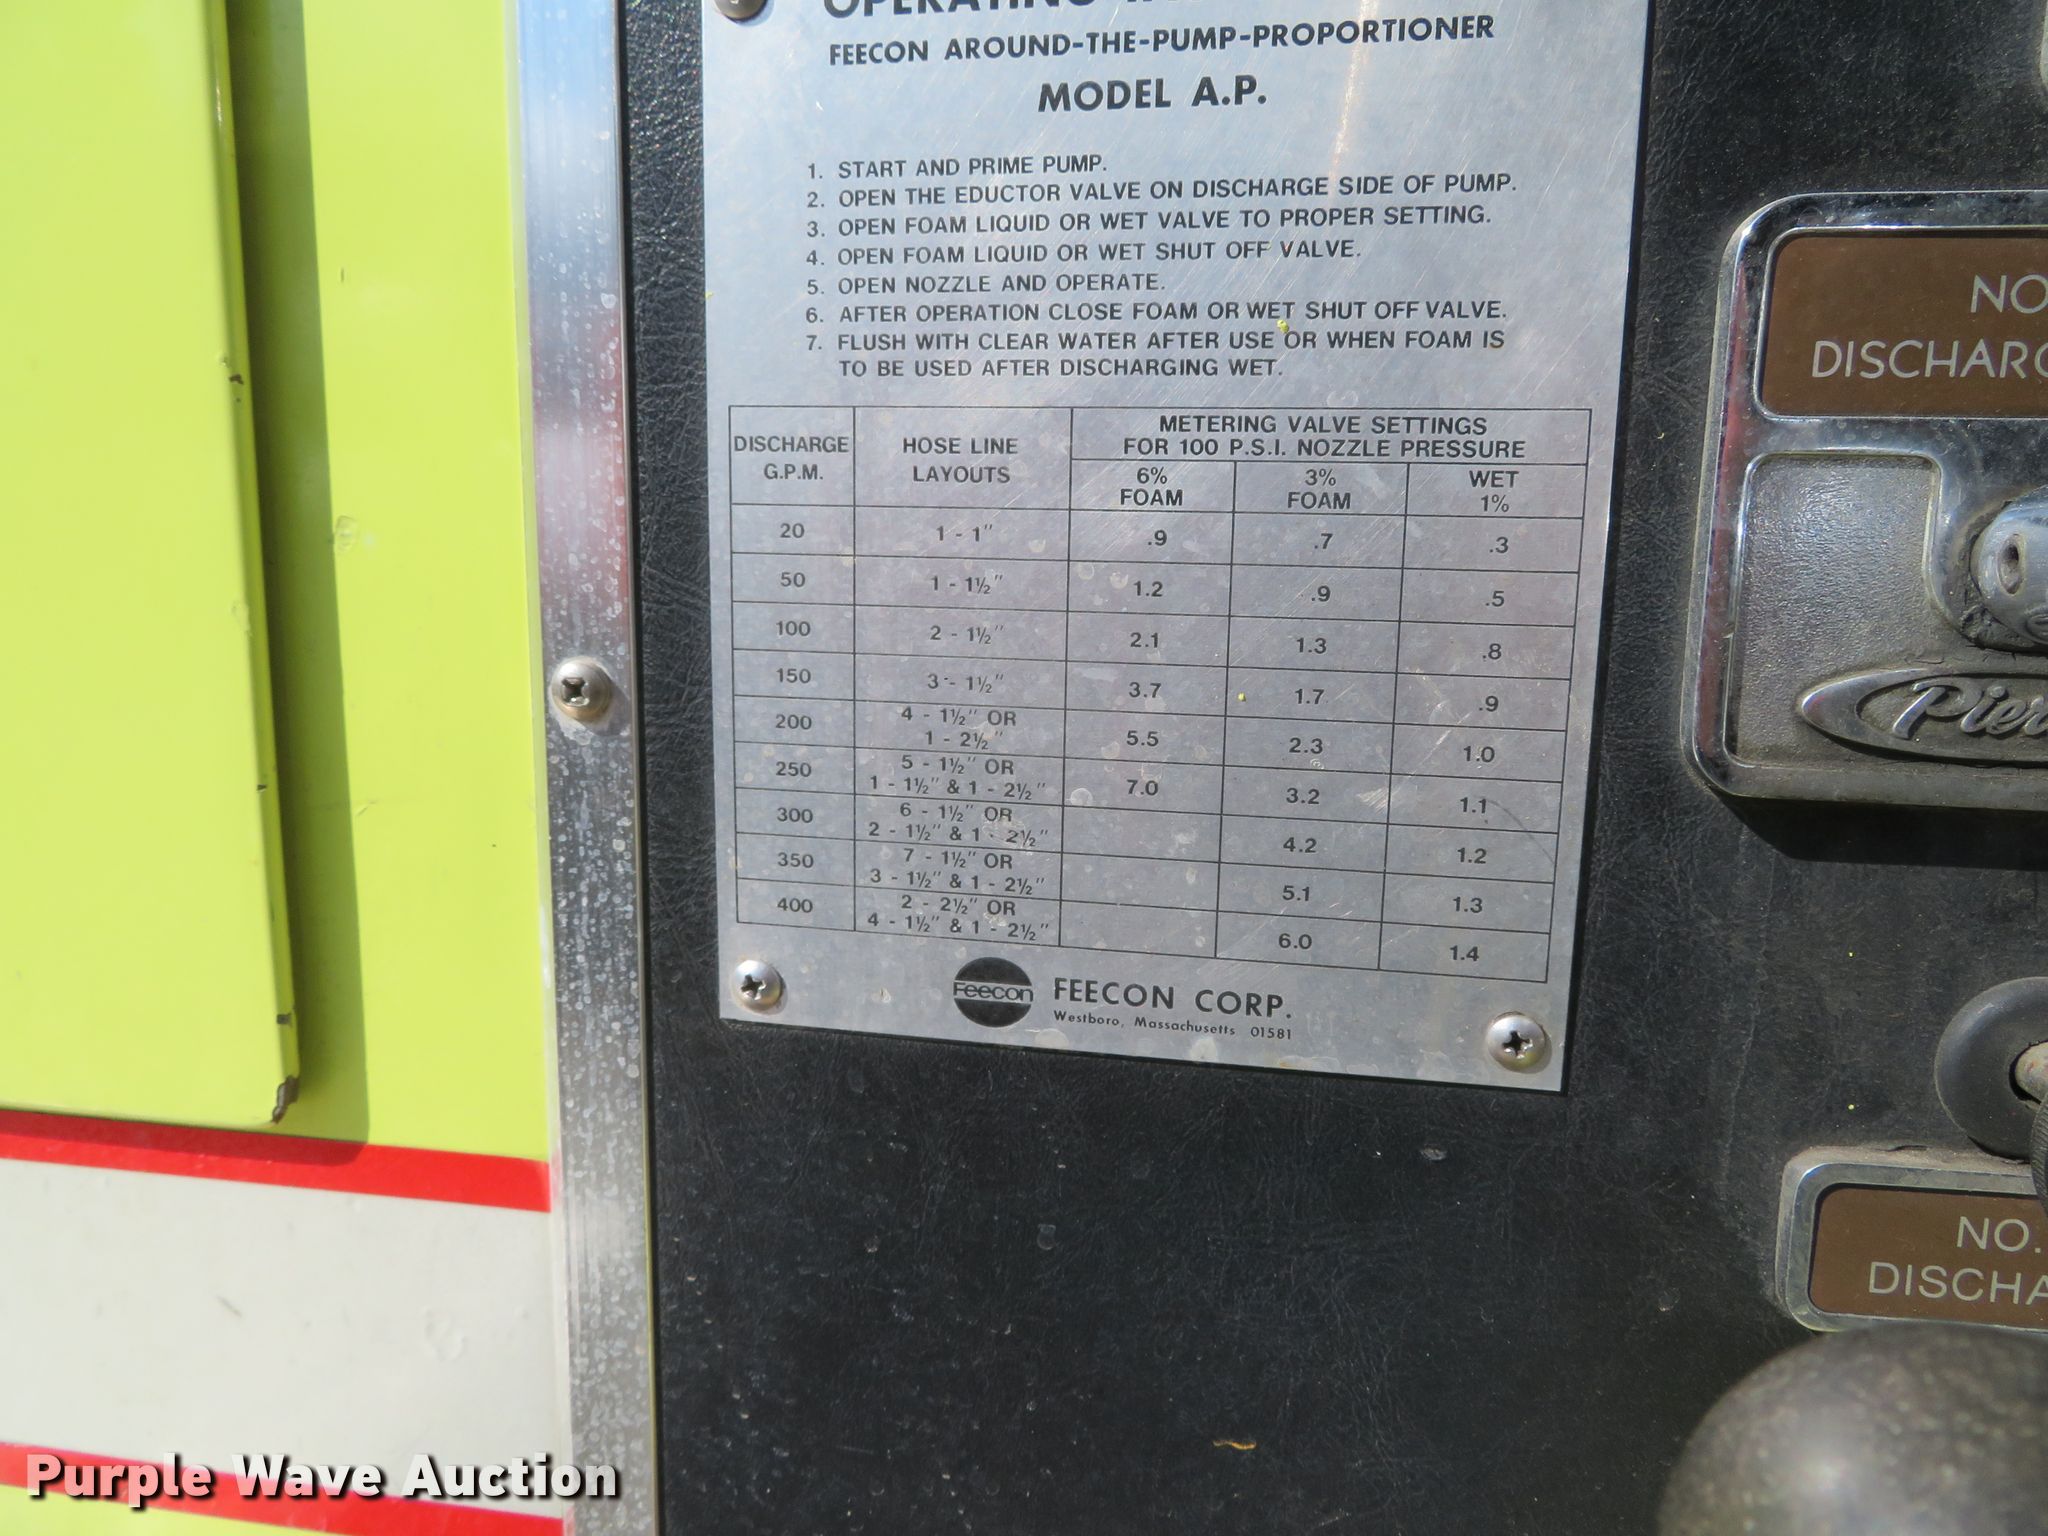 OPERATING
FEECON AROUND-THE-PUMP-PROPORTIONER
MODEL A.P.
1. START AND PRIME PUMP.
2. OPEN THE EDUCTOR VALVE ON DISCHARGE SIDE OF PUMP.
3. OPEN FOAM LIQUID OR WET VALVE TO PROPER SETTING.
4. OPEN FOAM LIQUID OR WET SHUT OFF VALVE.
5. OPEN NOZZLE AND OPERATE.
6. AFTER OPERATION CLOSE FOAM OR WET SHUT OFF VALVE.
7. FLUSH WITH CLEAR WATER AFTER USE OR WHEN FOAM IS
TO BE USED AFTER DISCHARGING WET.
DISCHARGE
G.P.M.
HOSE LINE
LAYOUTS
METERING VALVE SETTINGS
FOR 100 P.S.I. NOZZLE PRESSURE
6%
FOAM
3%
FOAM
WET
1%
20 1 - 1" .9 .7 .3
50 1 - 1½" 1.2 .9 .5
100 2 - 1½" 2.1 1.3 .8
150 3 - 1½" 3.7 1.7 .9
200 4 - 1½" OR
1 - 2½" 5.5 2.3 1.0
250 5 - 1½" OR
1 - 1½" & 1 - 2½" 7.0 3.2 1.1
300 6 - 1½" OR
2 - 1½" & 1 - 2½" 4.2 1.2
350 7 - 1½" OR
3 - 1½" & 1 - 2½" 5.1 1.3
400 2 - 2½" OR
4 - 1½" & 1 - 2½" 6.0 1.4
Feecon
FEECON CORP.
Westboro, Massachusetts 01581
NO
DISCHARG
Pier
NO.
DISCHA
Purple Wave Auction